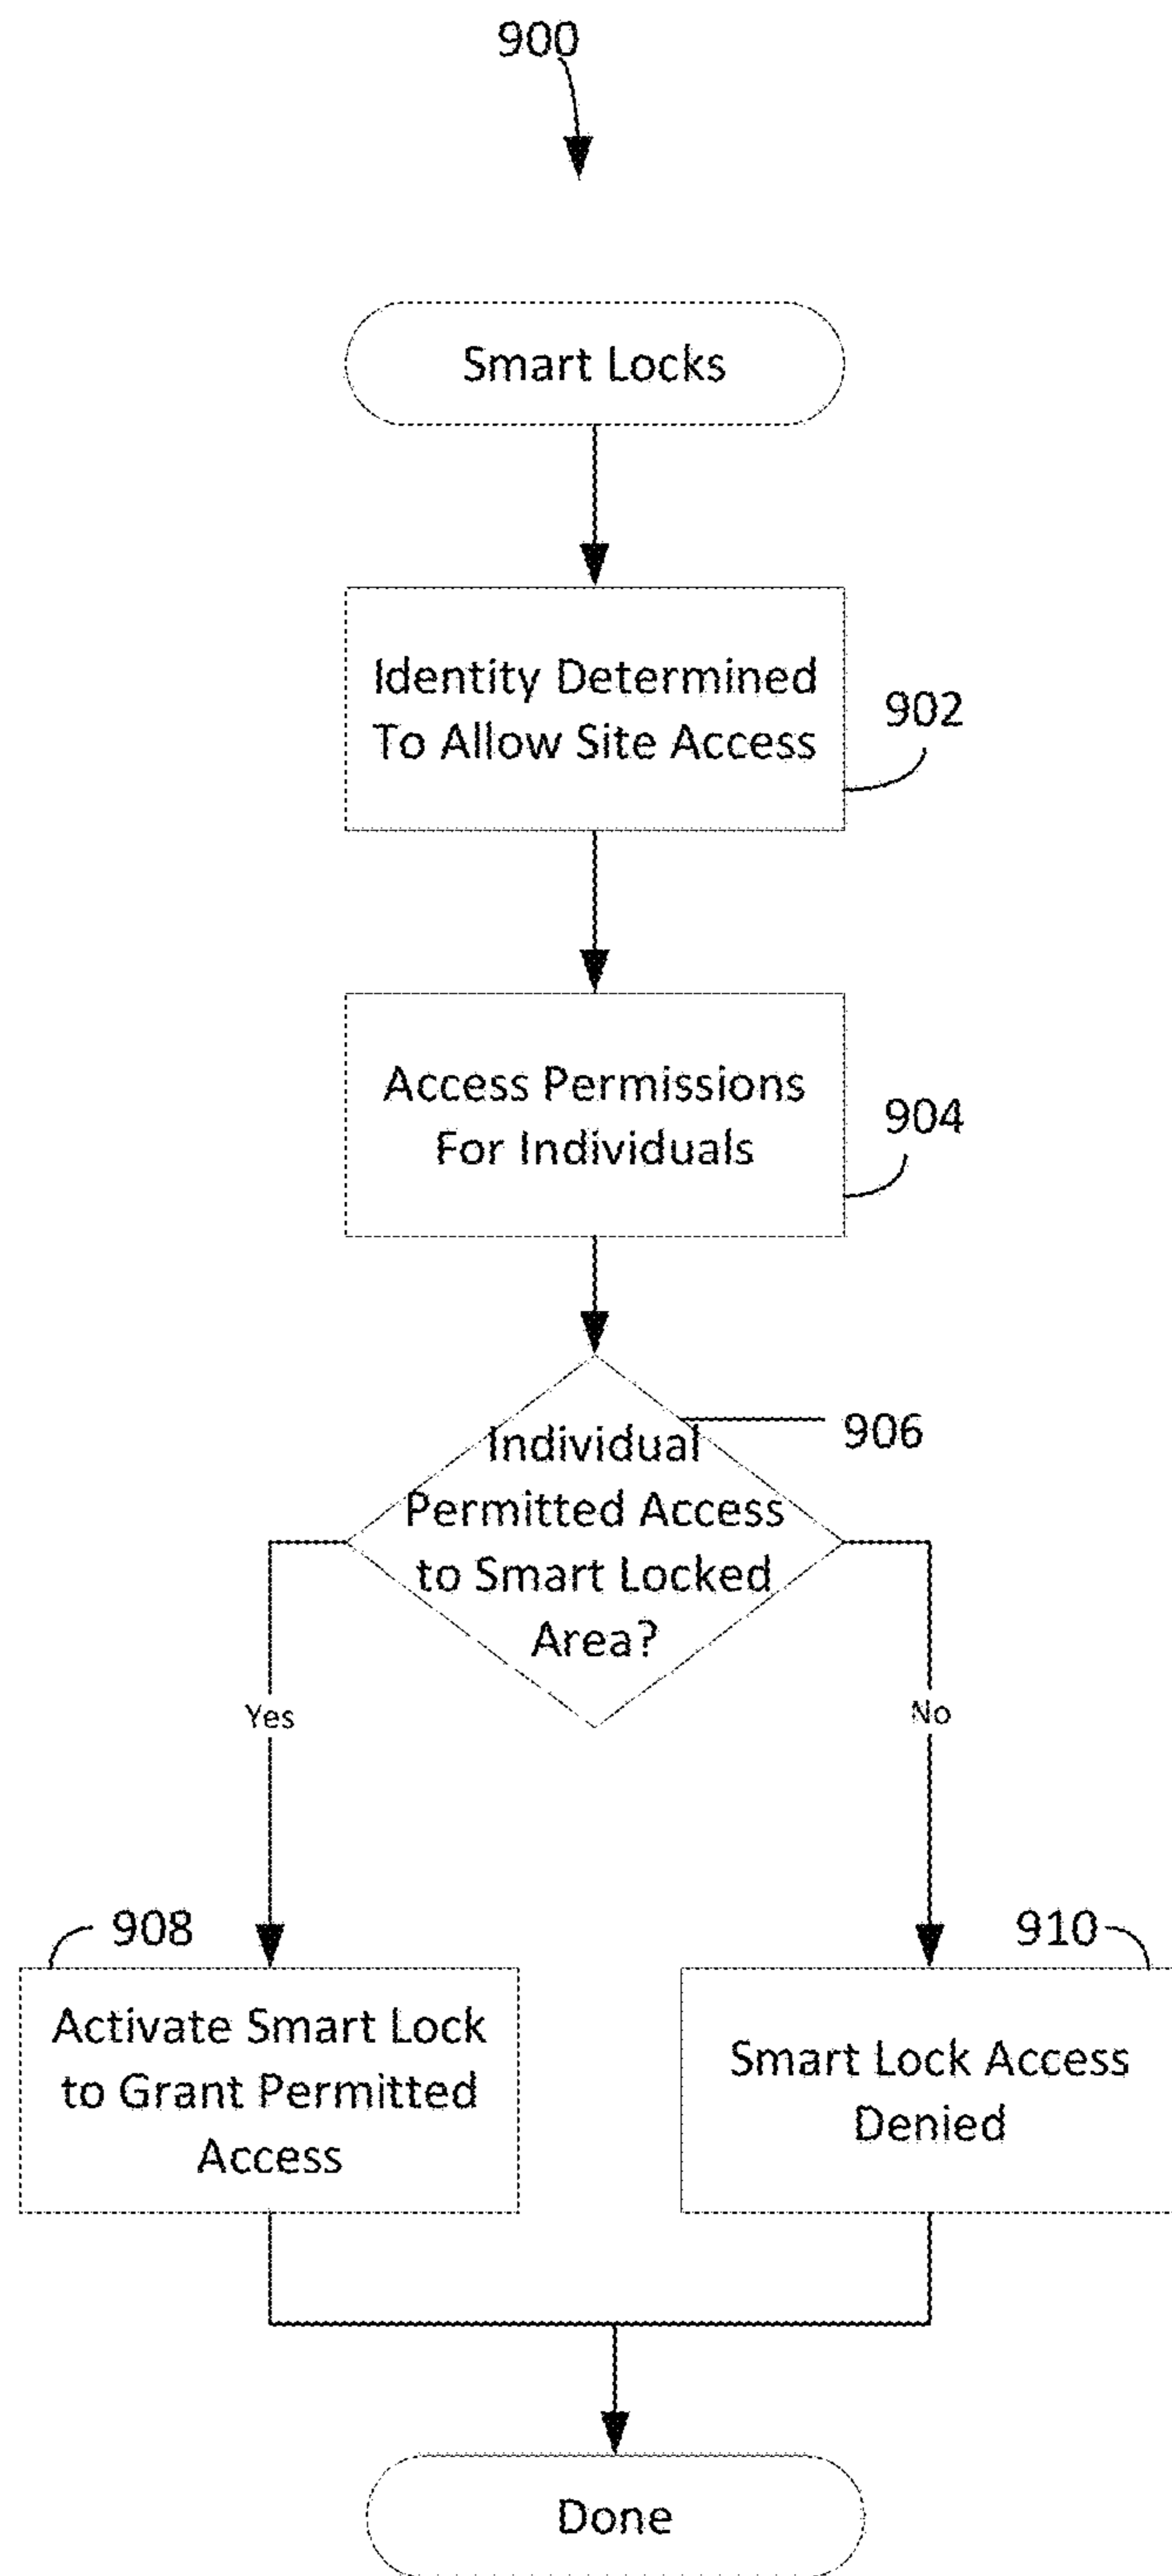 900
Smart Locks
Identity Determined
To Allow Site Access
902
Access Permissions
For Individuals
904
906
Individual
Permitted Access
to Smart Locked
Area?
Yes
No
908
910
Activate Smart Lock
to Grant Permitted
Access
Smart Lock Access
Denied
Done